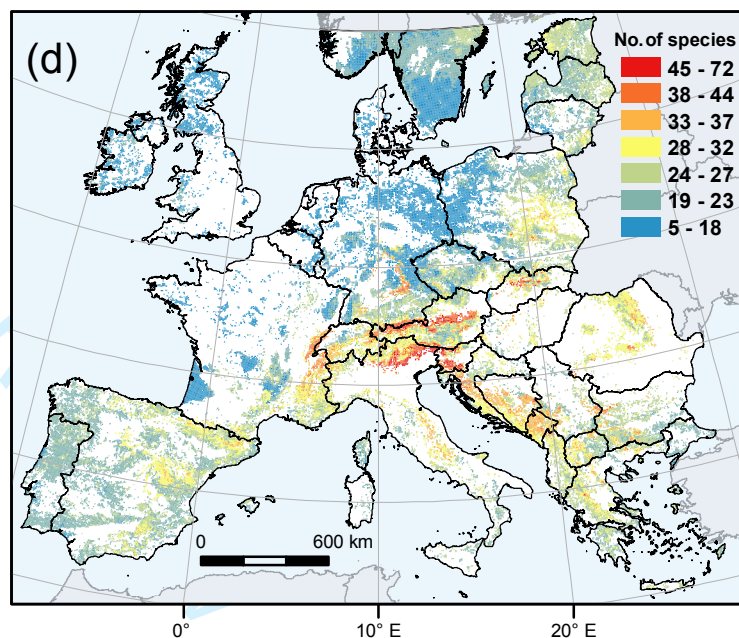 (d)
No. of species
45 - 72
38 - 44
33 - 37
28 - 32
24 - 27
19 - 23
5 - 18
0 600 km
0° 10° E 20° E